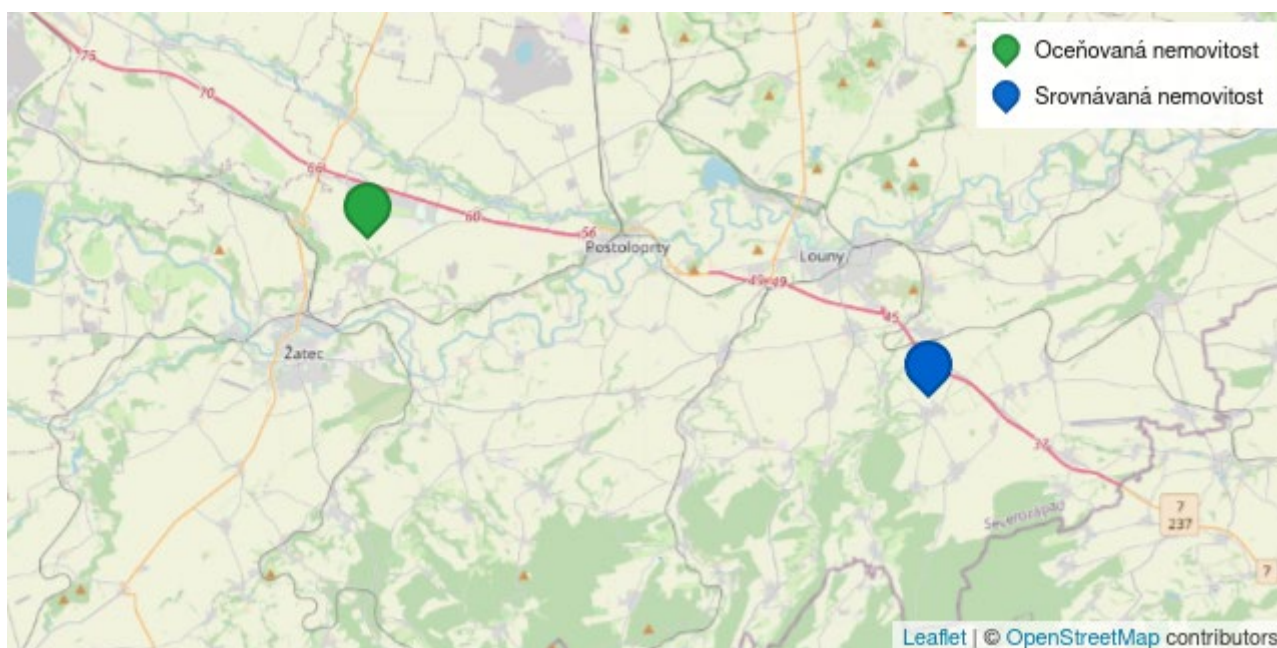 Oceňovaná nemovitost
Srovnávaná nemovitost
75
70
66
60
56
Postoloprty
Louny
49
49
45
Žatec
37
Severozápad
7
237
7
Leaflet | © OpenStreetMap contributors